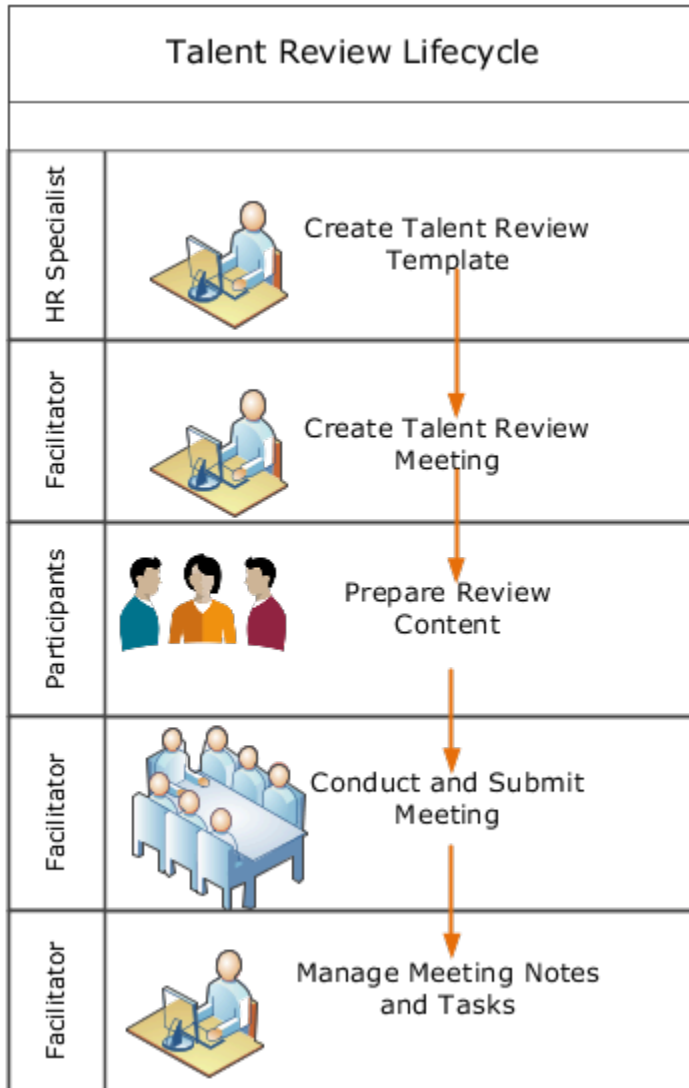 Talent Review Lifecycle
HR Specialist
Create Talent Review
Template
Facilitator
Create Talent Review
Meeting
Participants
Prepare Review
Content
Facilitator
Conduct and Submit
Meeting
Facilitator
Manage Meeting Notes
and Tasks